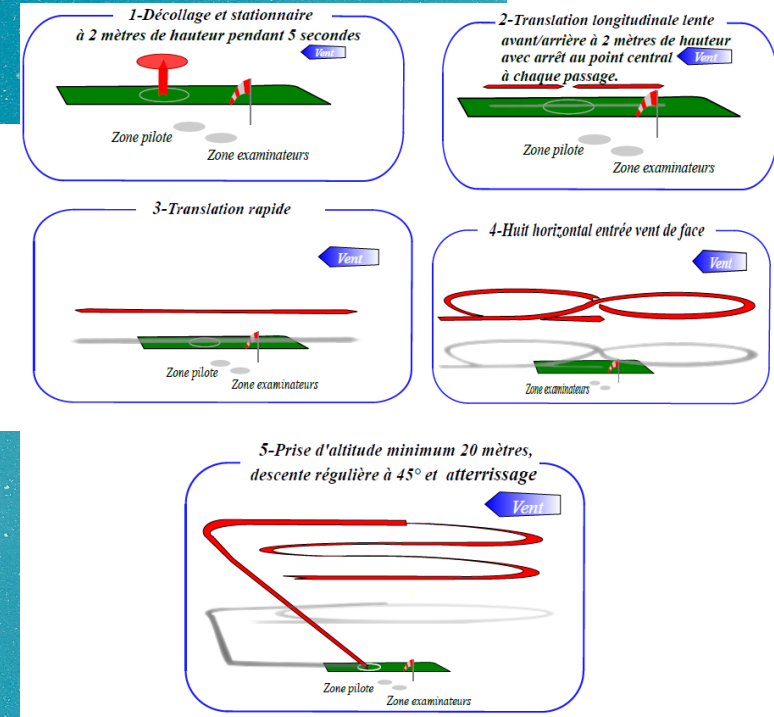 1-Décollage et stationnaire
à 2 mètres de hauteur pendant 5 secondes
Vent
Zone pilote
Zone examinateurs
2-Translation longitudinale lente
avant/arrière à 2 mètres de hauteur
avec arrêt au point central
à chaque passage.
Vent
Zone pilote
Zone examinateurs
3-Translation rapide
Vent
Zone pilote
Zone examinateurs
4-Huit horizontal entrée vent de face
Vent
Zone examinateurs
5-Prise d'altitude minimum 20 mètres,
descente régulière à 45° et atterrissage
Vent
Zone pilote
Zone examinateurs